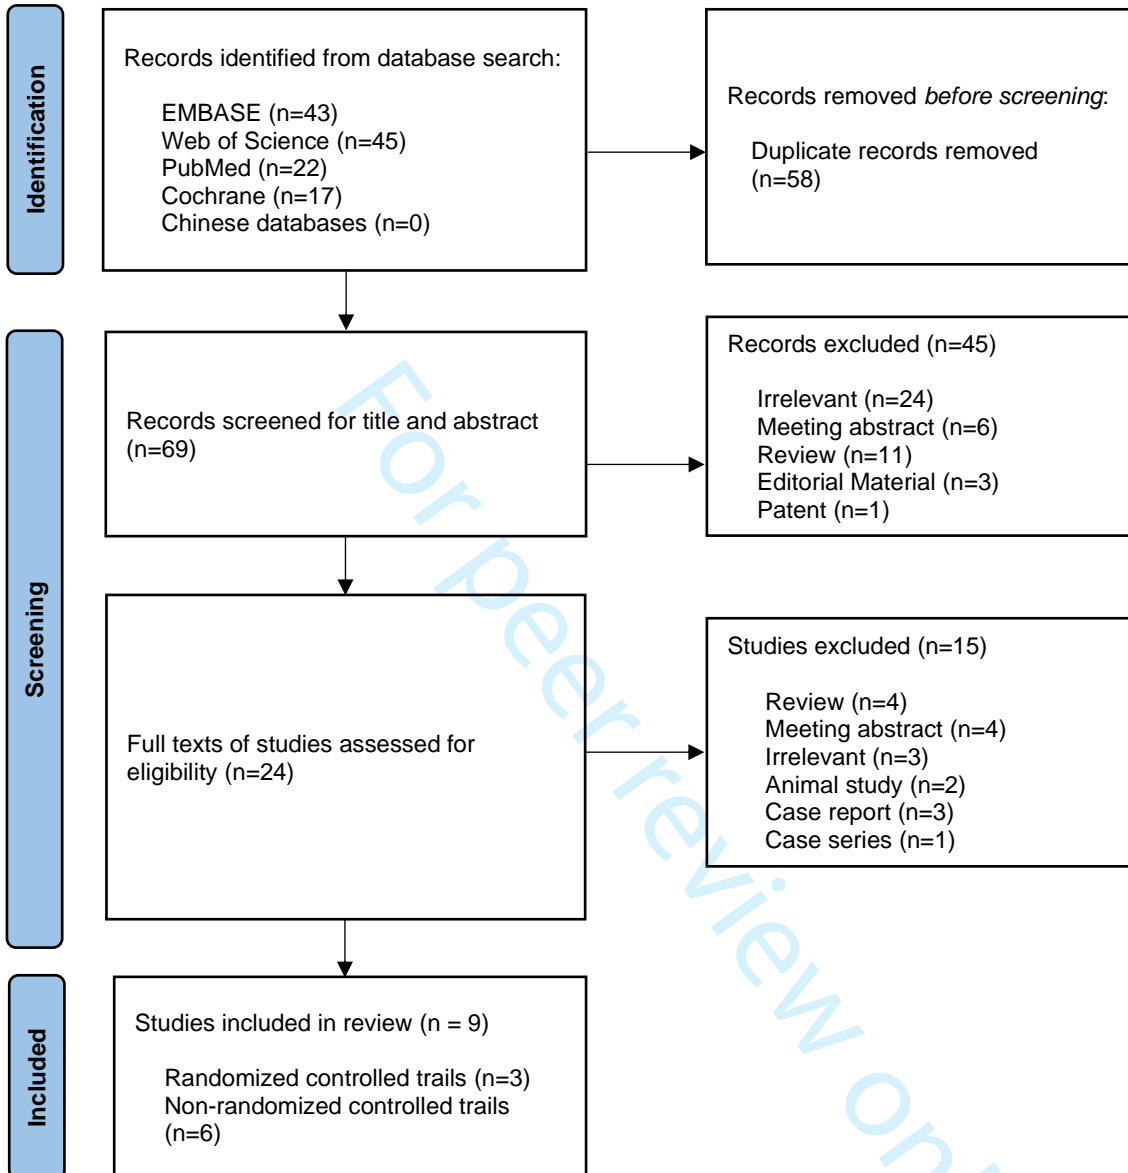 Identification
Records identified from database search:
EMBASE (n=43)
Web of Science (n=45)
PubMed (n=22)
Cochrane (n=17)
Chinese databases (n=0)
Records removed before screening:
Duplicate records removed
(n=58)
Screening
Records screened for title and abstract
(n=69)
Records excluded (n=45)
Irrelevant (n=24)
Meeting abstract (n=6)
Review (n=11)
Editorial Material (n=3)
Patent (n=1)
Full texts of studies assessed for
eligibility (n=24)
Studies excluded (n=15)
Review (n=4)
Meeting abstract (n=4)
Irrelevant (n=3)
Animal study (n=2)
Case report (n=3)
Case series (n=1)
Included
Studies included in review (n = 9)
Randomized controlled trails (n=3)
Non-randomized controlled trails
(n=6)
For peer review on